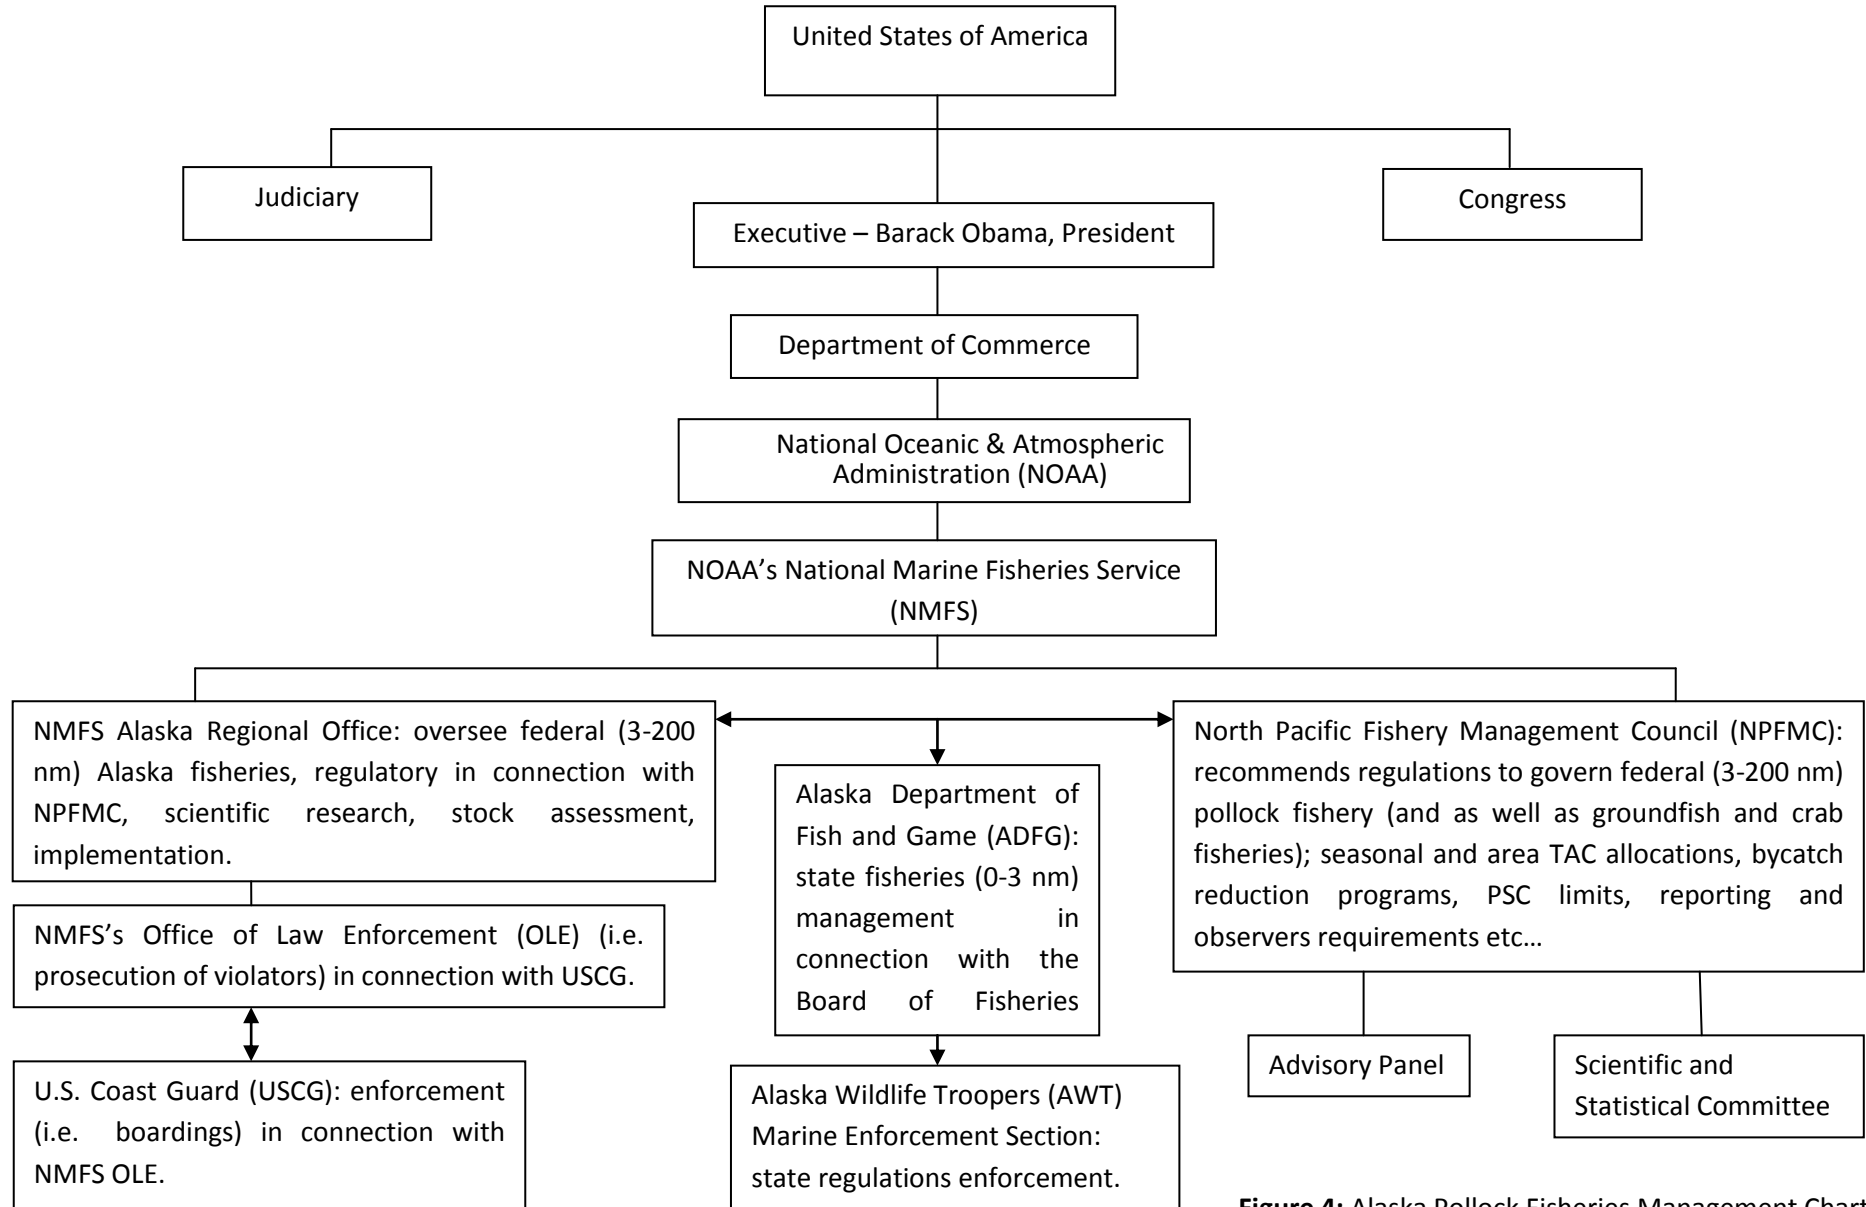 United States of America
Judiciary
Congress
Executive – Barack Obama, President
Department of Commerce
National Oceanic & Atmospheric
Administration (NOAA)
NOAA’s National Marine Fisheries Service
(NMFS)
NMFS Alaska Regional Office: oversee federal (3-200
nm) Alaska fisheries, regulatory in connection with
NPFMC, scientific research, stock assessment,
implementation.
North Pacific Fishery Management Council (NPFMC):
recommends regulations to govern federal (3-200 nm)
pollock fishery (and as well as groundfish and crab
fisheries); seasonal and area TAC allocations, bycatch
reduction programs, PSC limits, reporting and
observers requirements etc…
Alaska Department of
Fish and Game (ADFG):
state fisheries (0-3 nm)
management in
connection with the
Board of Fisheries
NMFS’s Office of Law Enforcement (OLE) (i.e.
prosecution of violators) in connection with USCG.
Advisory Panel
Scientific and
Statistical Committee
U.S. Coast Guard (USCG): enforcement
(i.e. boardings) in connection with
NMFS OLE.
Alaska Wildlife Troopers (AWT)
Marine Enforcement Section:
state regulations enforcement.
Figure 4: Alaska Pollock Fisheries Management Chart